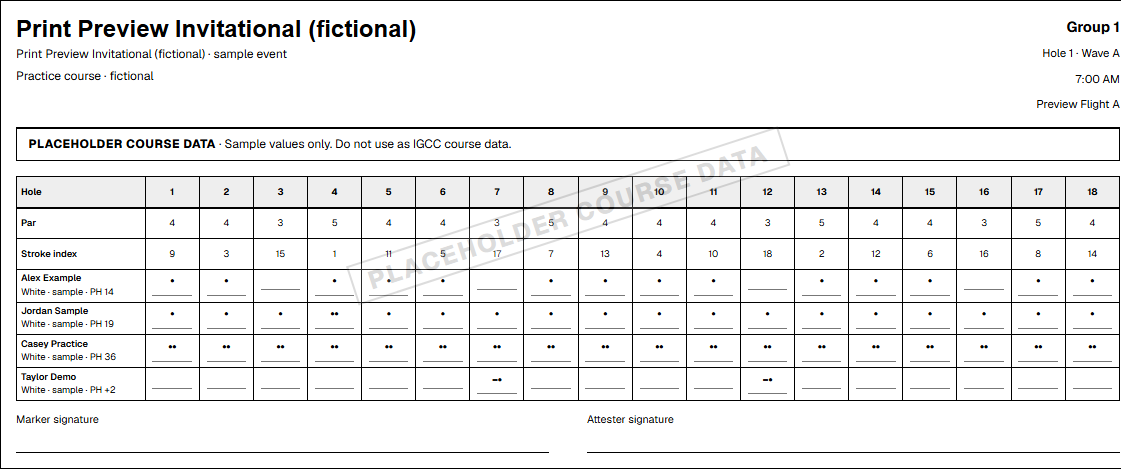 Print Preview Invitational (fictional)
Print Preview Invitational (fictional) · sample event
Practice course · fictional
Group 1
Hole 1 · Wave A
7:00 AM
Preview Flight A
PLACEHOLDER COURSE DATA · Sample values only. Do not use as IGCC course data.
PLACEHOLDER COURSE DATA
Hole 1 2 3 4 5 6 7 8 9 10 11 12 13 14 15 16 17 18
Par 4 4 3 5 4 4 3 5 4 4 4 3 5 4 4 3 5 4
Stroke index 9 3 15 1 11 5 17 7 13 4 10 18 2 12 6 16 8 14
Alex Example • • • • • • • • • • • • • •
White · sample · PH 14
Jordan Sample • • • •• • • • • • • • • • • • • • •
White · sample · PH 19
Casey Practice •• •• •• •• •• •• •• •• •• •• •• •• •• •• •• •• •• ••
White · sample · PH 36
Taylor Demo −• −•
White · sample · PH +2
Marker signature
Attester signature